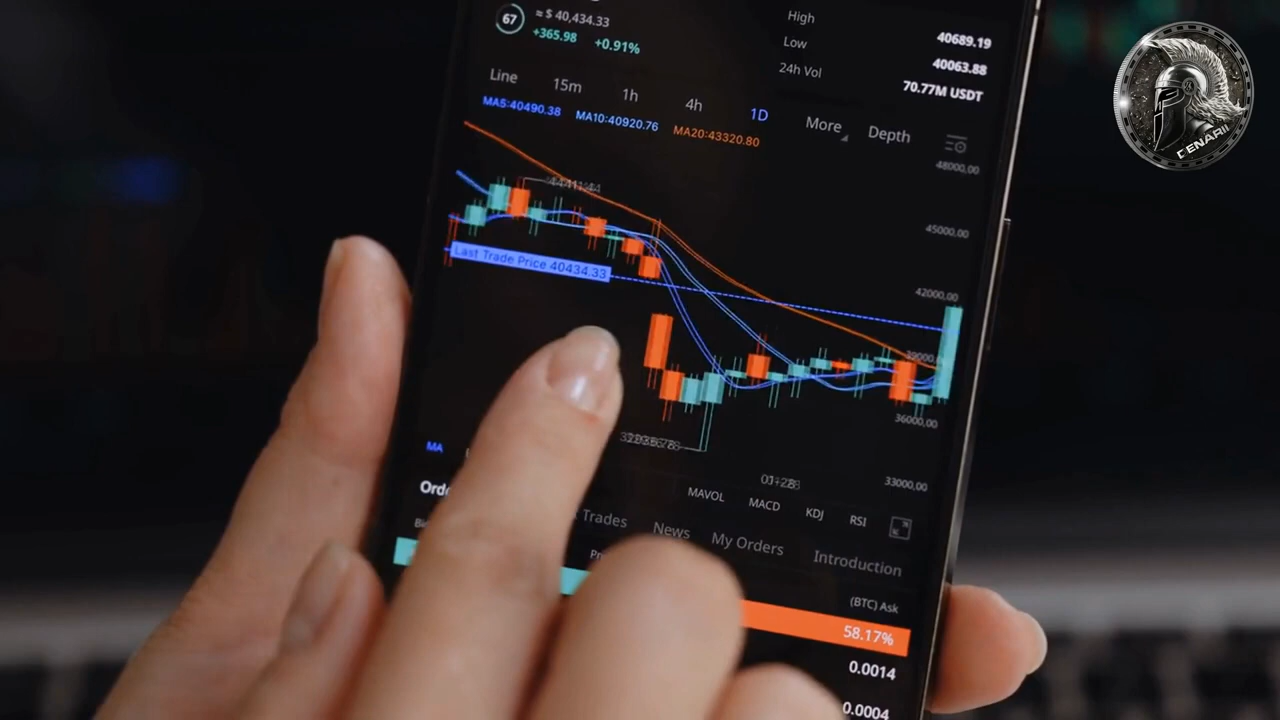 67
≈ $ 40,434.33
+365.98 +0.91%
High 40689.19
Low 40063.88
24h Vol 70.77M USDT
Line 15m 1h 4h 1D More Depth
MA5:40490.38 MA10:40920.76 MA20:43320.80
48000,00
45000,00
42000,00
39000,00
36000,00
33000,00
Last Trade Price 40434.33
MA
MAVOL MACD KDJ RSI
Trades News My Orders Introduction
(BTC) Ask
58.17%
0.0014
0.0004
DENARII